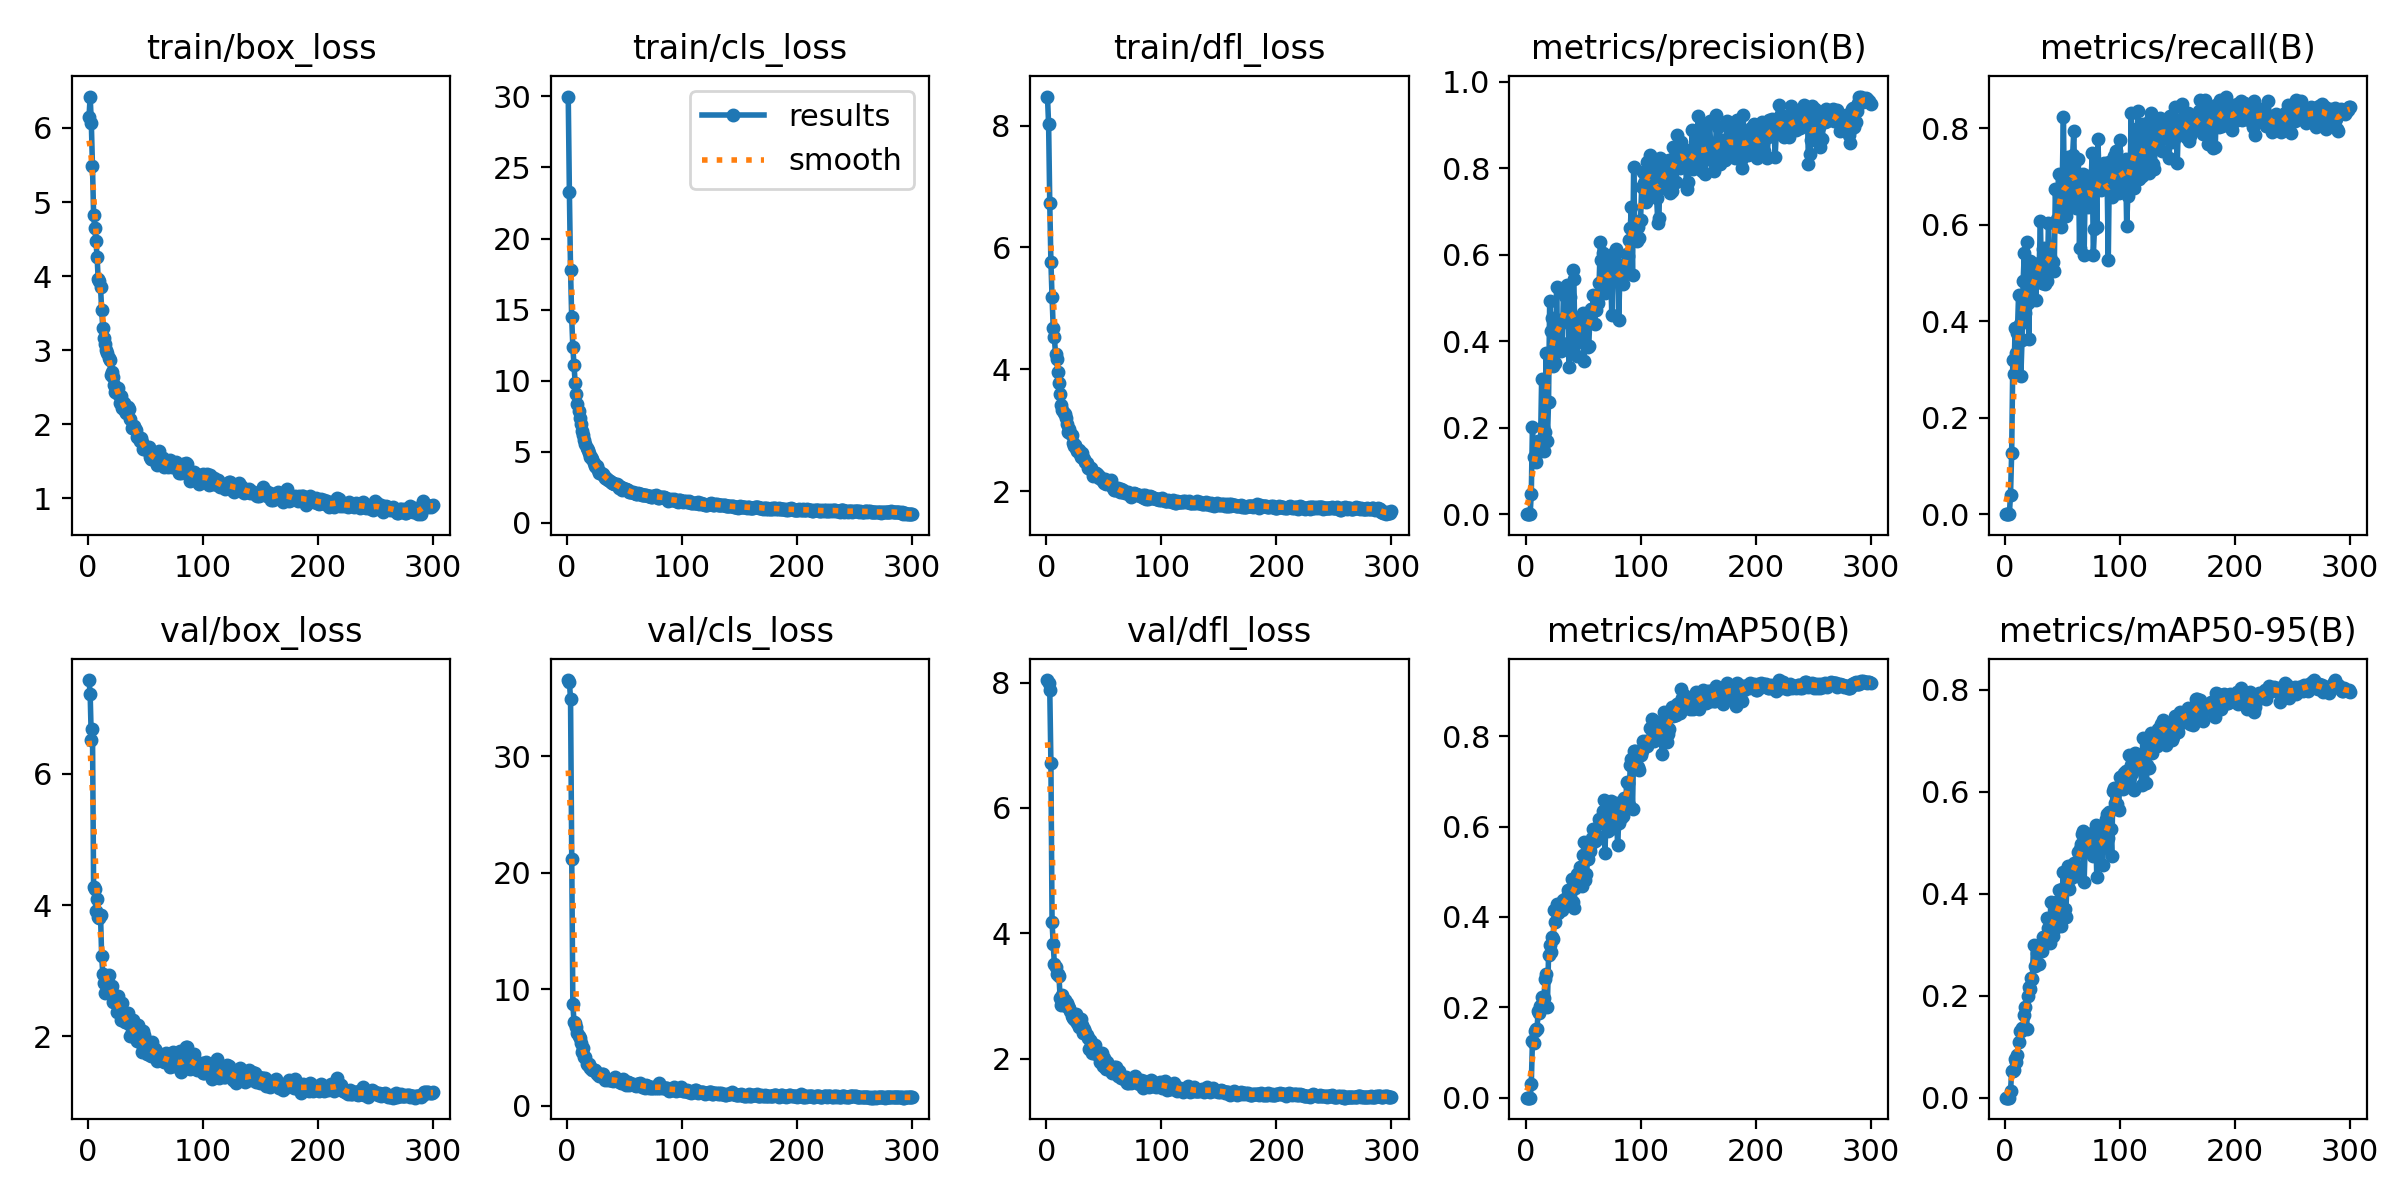 train/box_loss
6
5
4
3
2
1
0 100 200 300
train/cls_loss
results
smooth
30
25
20
15
10
5
0
0 100 200 300
train/dfl_loss
8
6
4
2
0 100 200 300
metrics/precision(B)
1.0
0.8
0.6
0.4
0.2
0.0
0 100 200 300
metrics/recall(B)
0.8
0.6
0.4
0.2
0.0
0 100 200 300
val/box_loss
6
4
2
0 100 200 300
val/cls_loss
30
20
10
0
0 100 200 300
val/dfl_loss
8
6
4
2
0 100 200 300
metrics/mAP50(B)
0.8
0.6
0.4
0.2
0.0
0 100 200 300
metrics/mAP50-95(B)
0.8
0.6
0.4
0.2
0.0
0 100 200 300